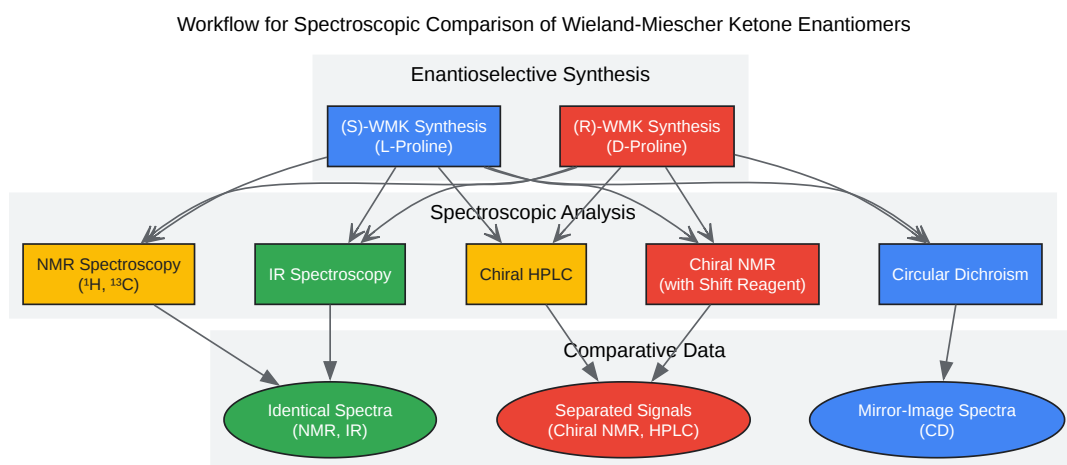 Workflow for Spectroscopic Comparison of Wieland-Miescher Ketone Enantiomers
Enantioselective Synthesis
(S)-WMK Synthesis
(L-Proline)
(R)-WMK Synthesis
(D-Proline)
Spectroscopic Analysis
NMR Spectroscopy
(¹H, ¹³C)
IR Spectroscopy
Chiral HPLC
Chiral NMR
(with Shift Reagent)
Circular Dichroism
Comparative Data
Identical Spectra
(NMR, IR)
Separated Signals
(Chiral NMR, HPLC)
Mirror-Image Spectra
(CD)